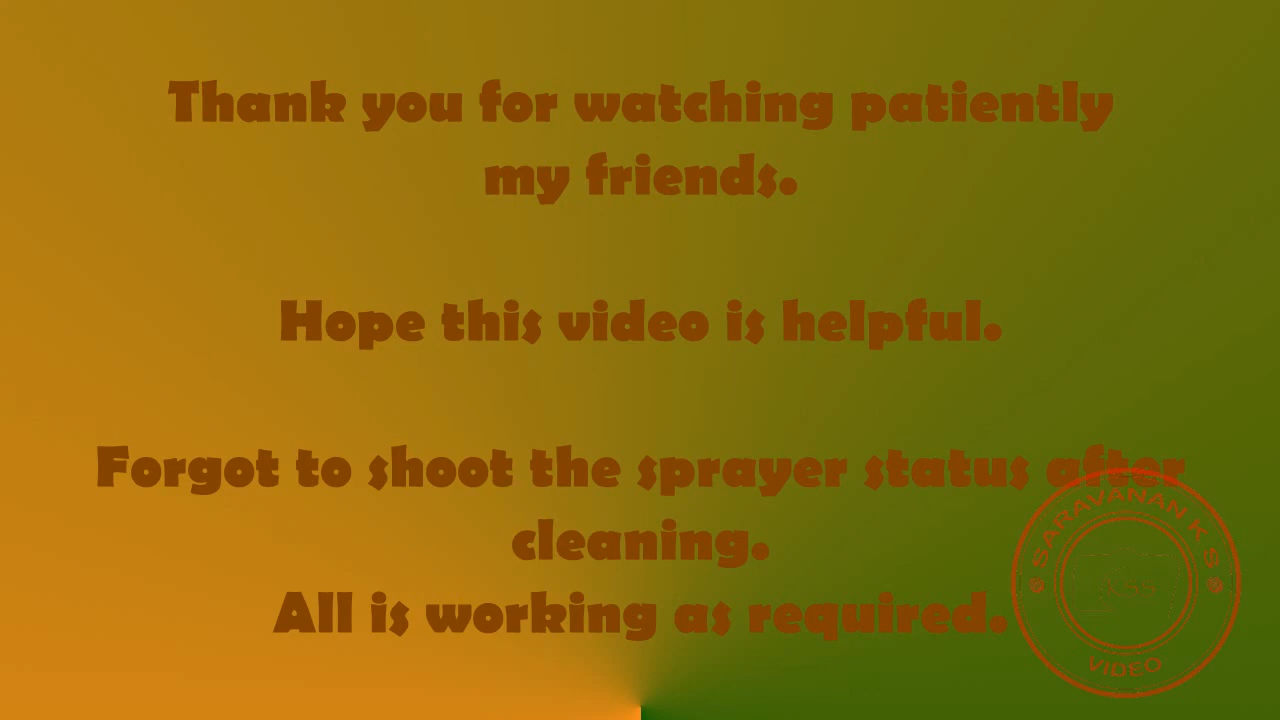 Thank you for watching patiently
my friends.
Hope this video is helpful.
Forgot to shoot the sprayer status after
cleaning.
All is working as required.
SARAVANAN K S
VIDEO